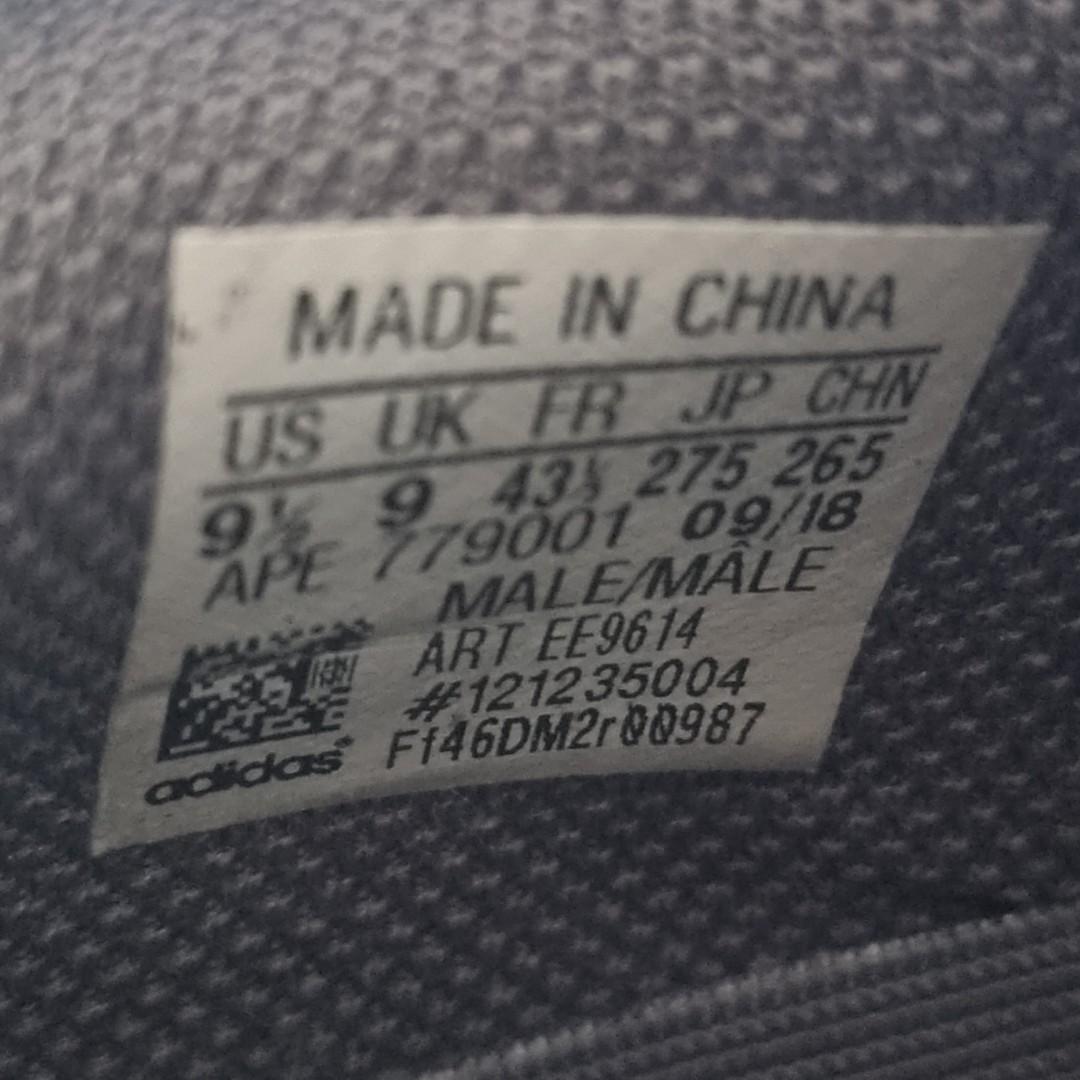 MADE IN CHINA
US UK FR JP CHN
9½ 9 43⅓ 275 265
APE 779001 09/18
MALE/MÂLE
ART EE9614
#121235004
Ff46DM2r00987
adidas